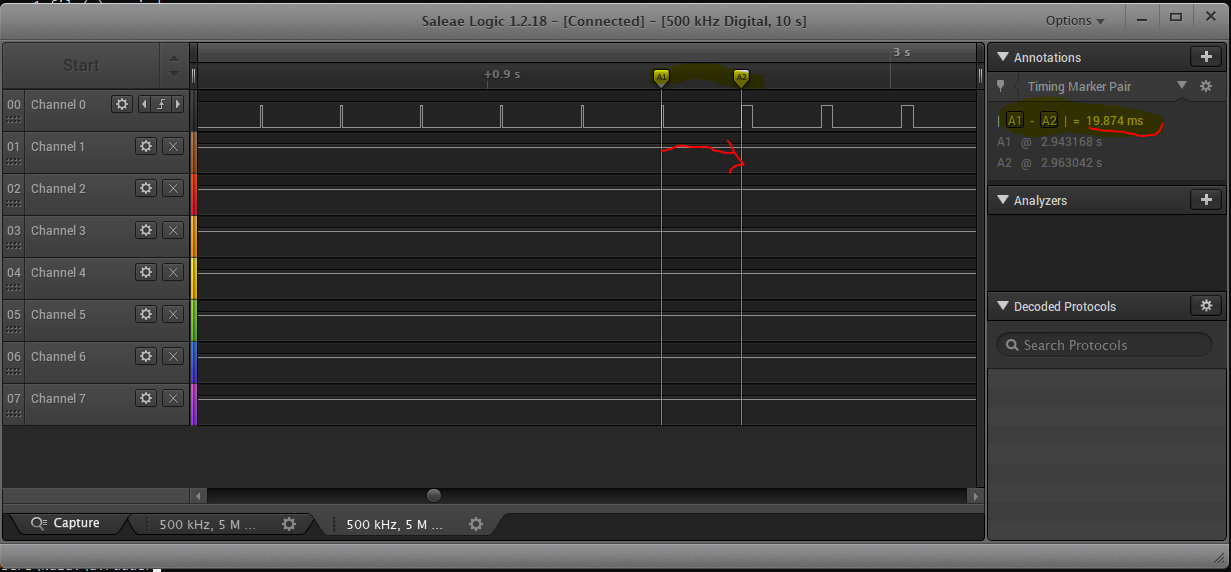 Saleae Logic 1.2.18 - [Connected] - [500 kHz Digital, 10 s]
Options
Start
3 s
+0.9 s
A1
A2
00 Channel 0
01 Channel 1
02 Channel 2
03 Channel 3
04 Channel 4
05 Channel 5
06 Channel 6
07 Channel 7
Annotations
Timing Marker Pair
| A1 - A2 | = 19.874 ms
A1 @ 2.943168 s
A2 @ 2.963042 s
Analyzers
Decoded Protocols
Search Protocols
Capture
500 kHz, 5 M ...
500 kHz, 5 M ...